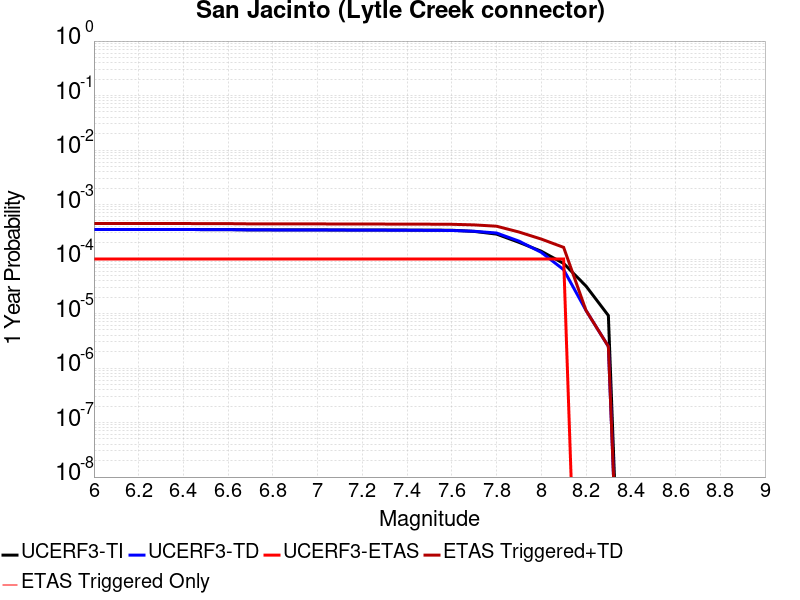 San Jacinto (Lytle Creek connector)
10^0
10^-1
10^-2
10^-3
10^-4
10^-5
10^-6
10^-7
10^-8
1 Year Probability
6 6.2 6.4 6.6 6.8 7 7.2 7.4 7.6 7.8 8 8.2 8.4 8.6 8.8 9
Magnitude
UCERF3-TI UCERF3-TD UCERF3-ETAS ETAS Triggered+TD
ETAS Triggered Only